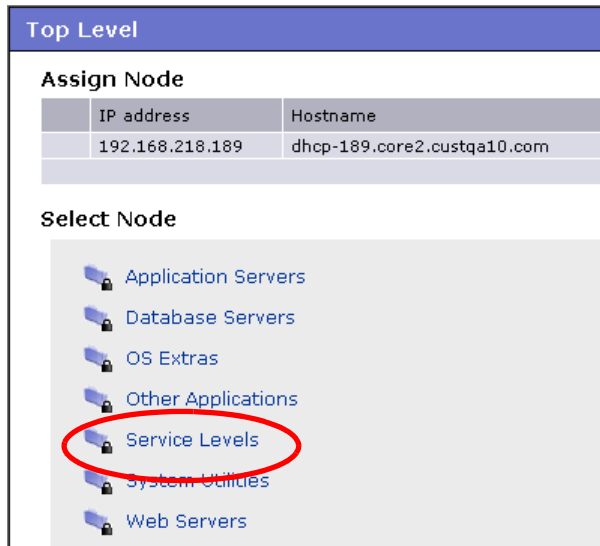 Top Level
Assign Node
IP address Hostname
192.168.218.189 dhcp-189.core2.custqa10.com
Select Node
Application Servers
Database Servers
OS Extras
Other Applications
Service Levels
System Utilities
Web Servers